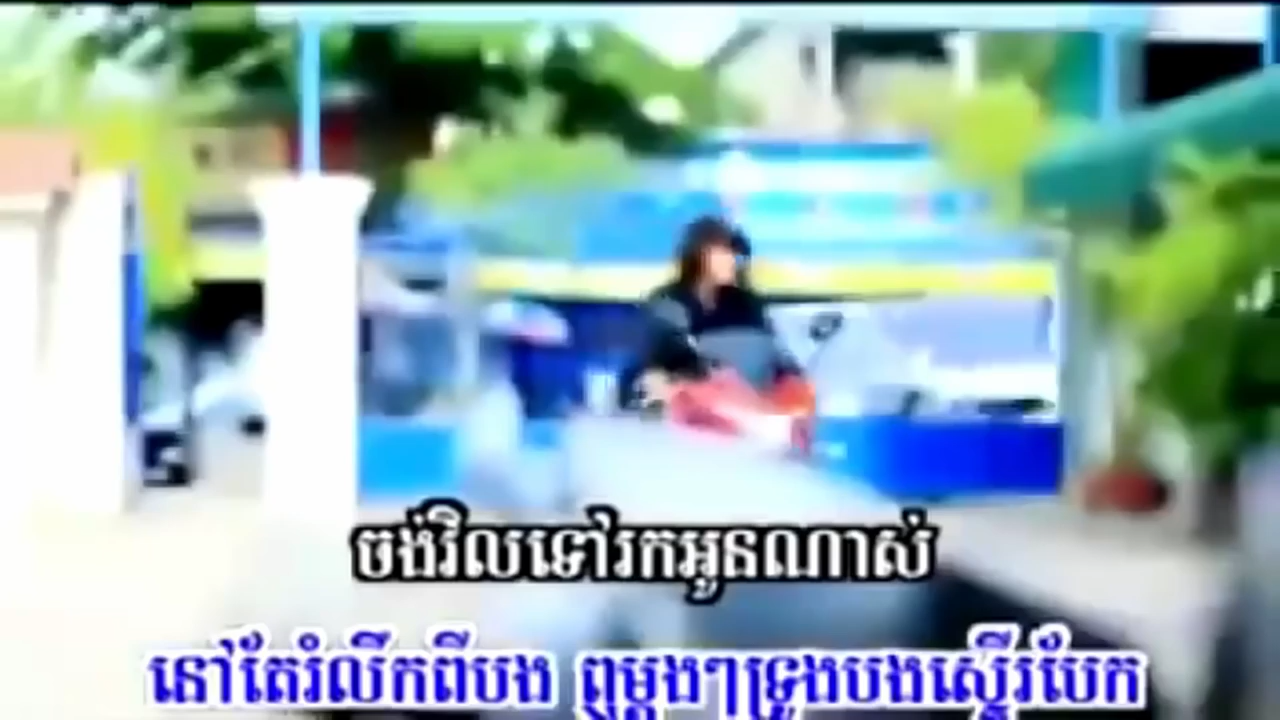 ចង់វិលទៅរកអូនណាស់
នៅតែរំលឹកពីបង ឮម្ដងៗទ្រូងបងស្ទើរបែក